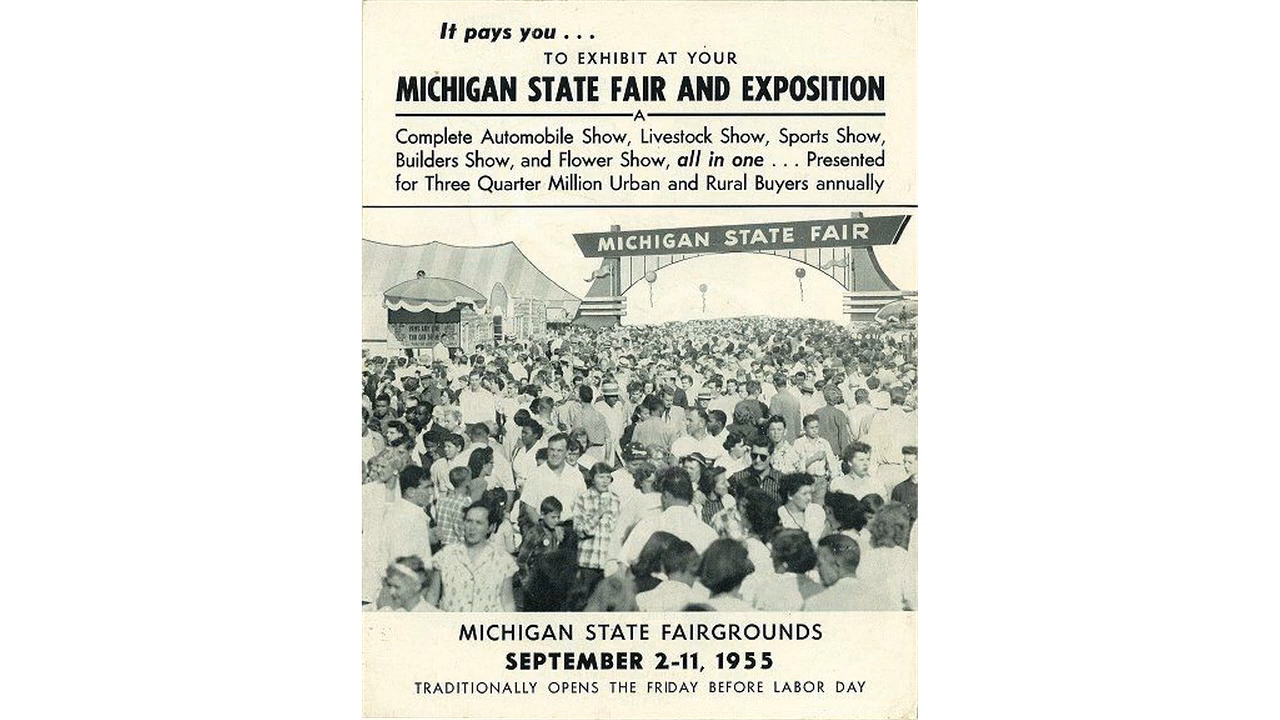 It pays you . . .
TO EXHIBIT AT YOUR
MICHIGAN STATE FAIR AND EXPOSITION
A
Complete Automobile Show, Livestock Show, Sports Show,
Builders Show, and Flower Show, all in one . . . Presented
for Three Quarter Million Urban and Rural Buyers annually
MICHIGAN STATE FAIR
MICHIGAN STATE FAIRGROUNDS
SEPTEMBER 2-11, 1955
TRADITIONALLY OPENS THE FRIDAY BEFORE LABOR DAY